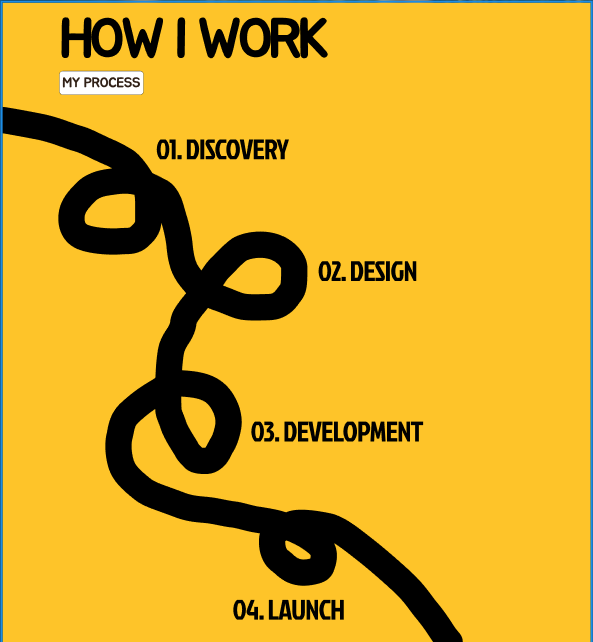 HOW I WORK
MY PROCESS
01. DISCOVERY
02. DESIGN
03. DEVELOPMENT
04. LAUNCH